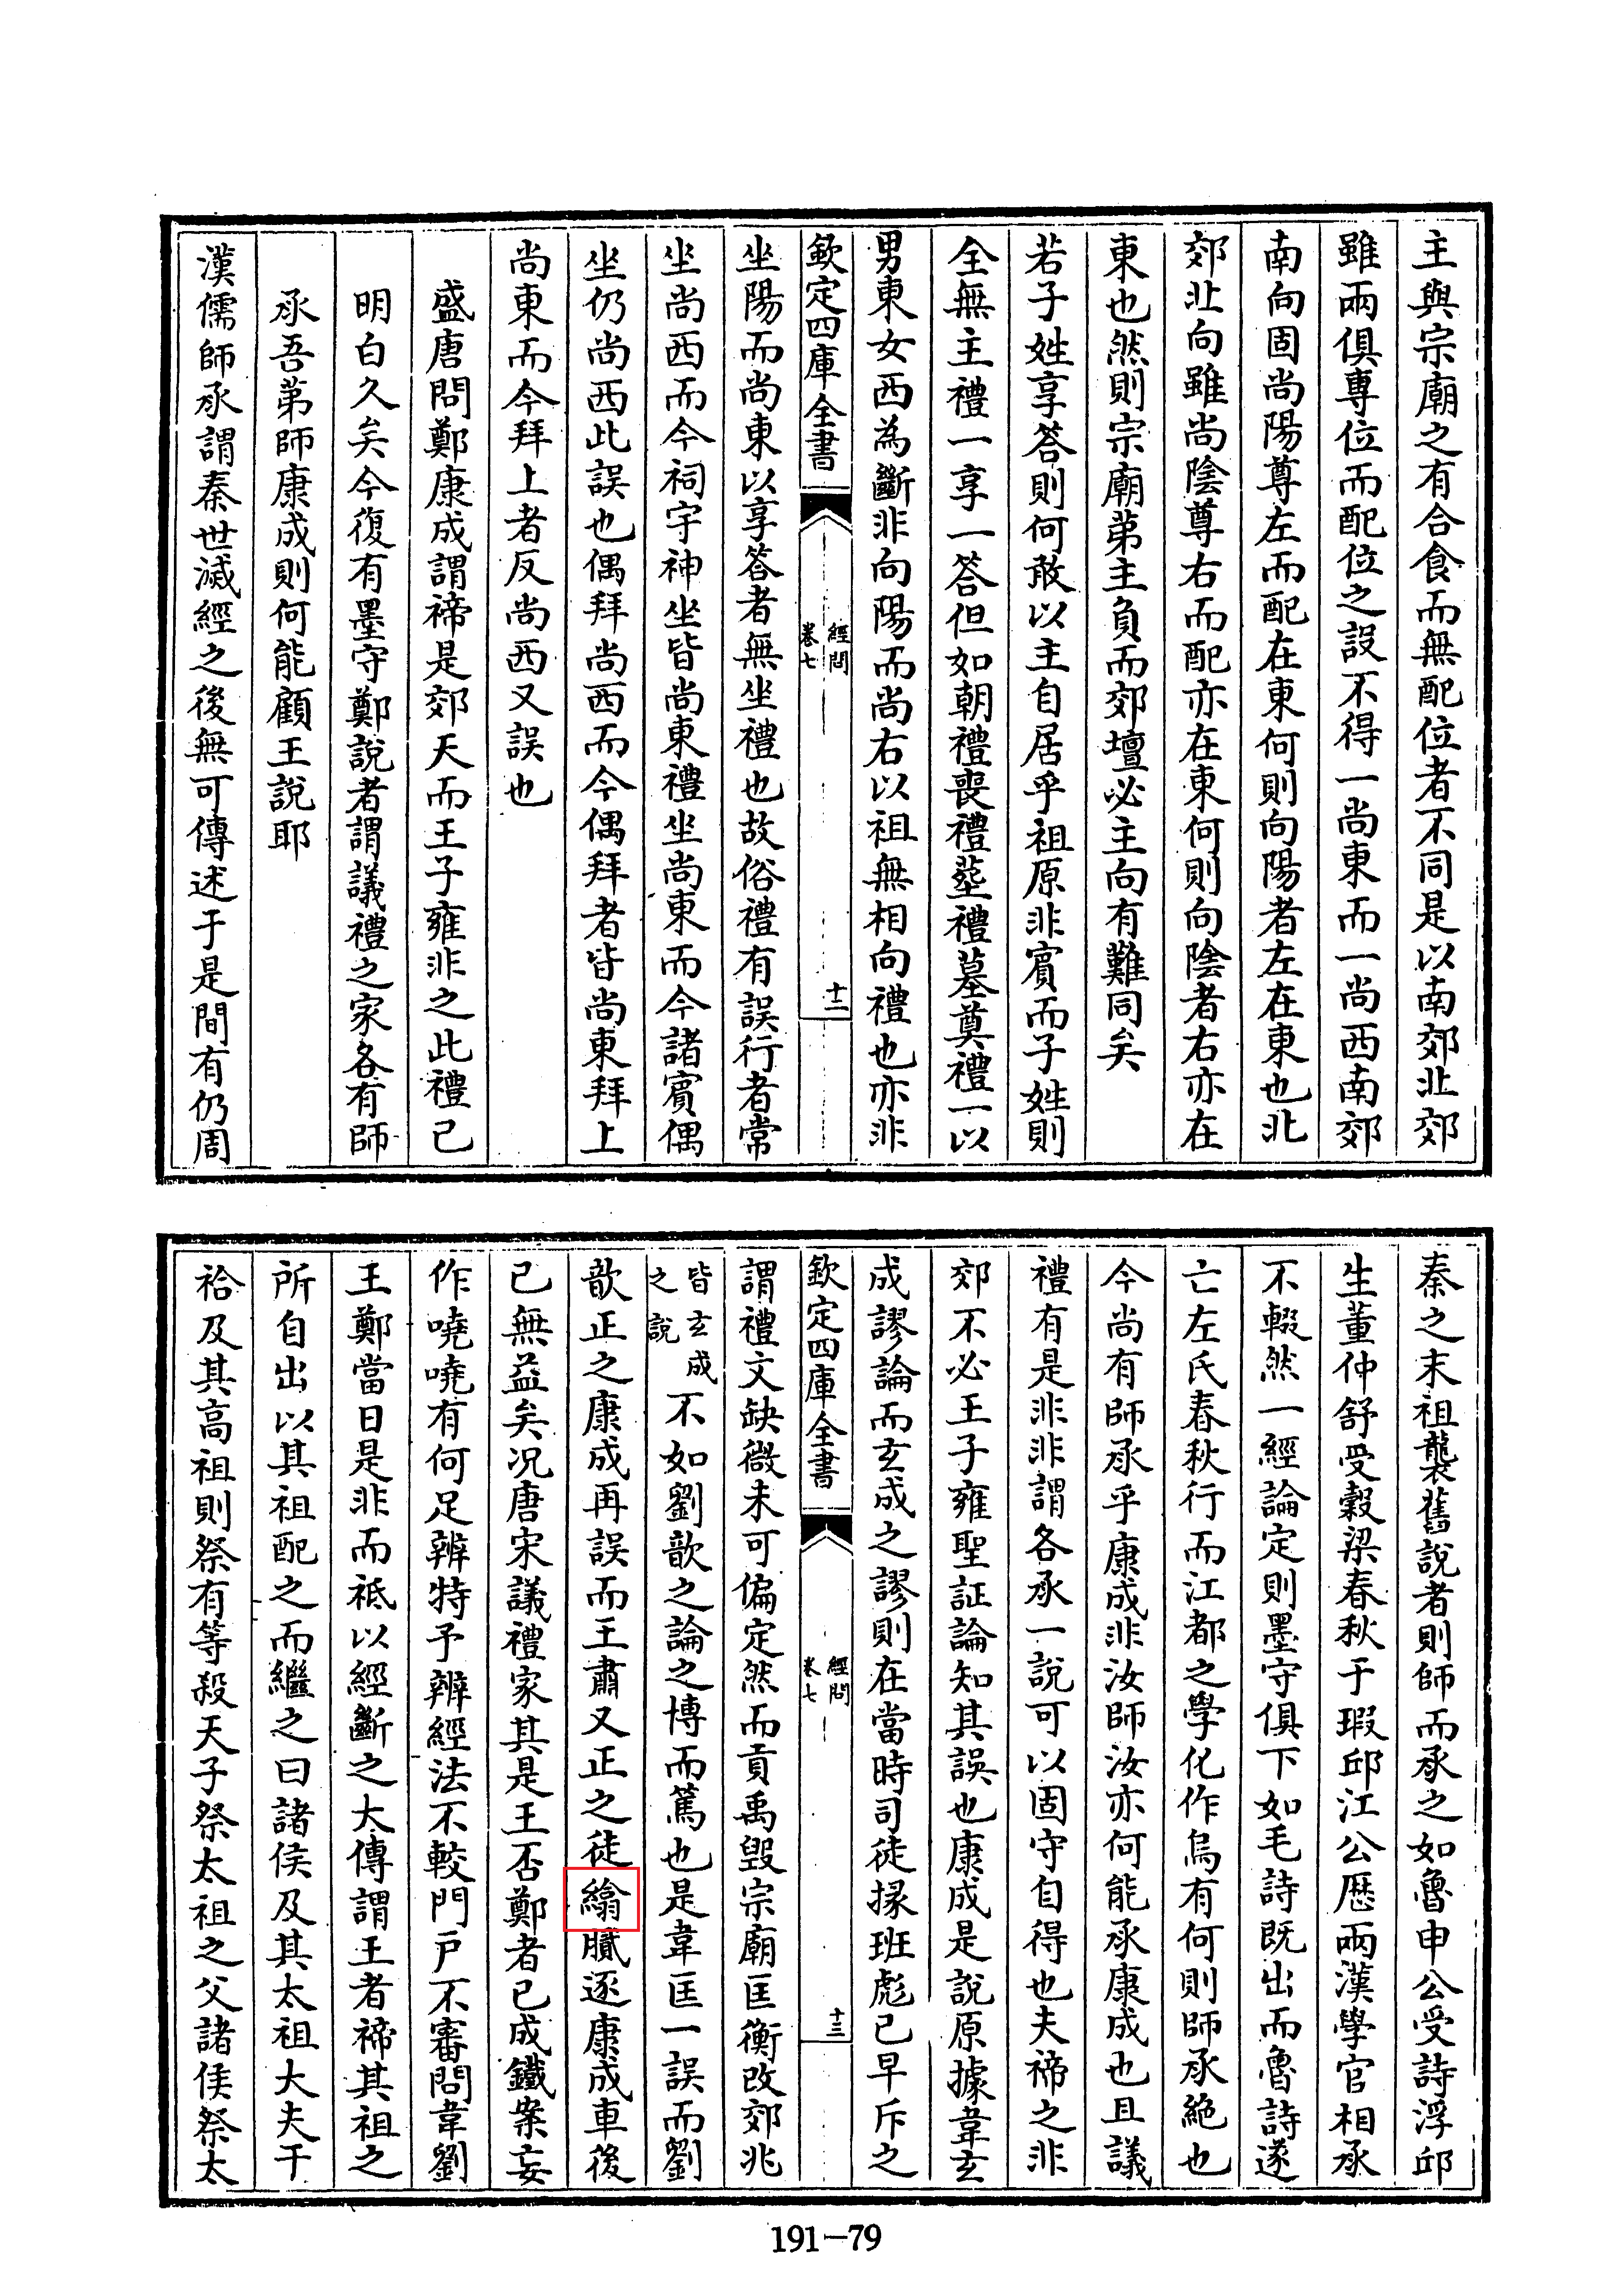 主與宗廟之有合食而無配位者不同是以南郊北郊
雖兩俱專位而配位之設不得一尚東而一尚西南郊
南向固尚陽尊左而配在東何則向陽者左在東也北
郊北向雖尚陰尊右而配亦在東何則向陰者右亦在
東也然則宗廟苐主負而郊壇必主向有難同矣
若子姓享答則何敢以主自居乎祖原非賓而子姓則
全無主禮一享一答但如朝禮喪禮塟禮墓奠禮一以
男東女西為斷非向陽而尚右以祖無相向禮也亦非
欽定四庫全書
經問
卷七
十二
坐陽而尚東以享答者無坐禮也故俗禮有誤行者常
坐尚西而今祠宇神坐皆尚東禮坐尚東而今諸賓偶
坐仍尚西此誤也偶拜尚西而今偶拜者皆尚東拜上
尚東而今拜上者反尚西又誤也
盛唐問鄭康成謂禘是郊天而王子雍非之此禮已
明白久矣今復有墨守鄭說者謂議禮之家各有師
承吾苐師康成則何能顧王說耶
漢儒師承謂秦世滅經之後無可傳述于是間有仍周
秦之末祖襲舊說者則師而承之如魯申公受詩浮邱
生董仲舒受穀梁春秋于瑕邱江公歴兩漢學官相承
不輟然一經論定則墨守俱下如毛詩既出而魯詩遂
亡左氏春秋行而江都之學化作烏有何則師承絶也
今尚有師承乎康成非汝師汝亦何能承康成也且議
禮有是非非謂各承一說可以固守自得也夫禘之非
郊不必王子雍聖証論知其誤也康成是說原據韋玄
成謬論而玄成之謬則在當時司徒掾班彪已早斥之
欽定四庫全書
經問
卷七
十三
謂禮文缺微未可偏定然而貢禹毁宗廟匡衡改郊兆
皆玄成之說不如劉歆之論之博而篤也是韋匡一誤而劉
歆正之康成再誤而王肅又正之徒膩逐康成車後
已無益矣况唐宋議禮家其是王否鄭者已成鐵案妄
作嘵嘵有何足辨特予辨經法不較門戸不審問韋劉
王鄭當日是非而祗以經斷之大傳謂王者禘其祖之
所自出以其祖配之而繼之曰諸侯及其太祖大夫干
祫及其高祖則祭有等殺天子祭太祖之父諸侯祭太
191-79